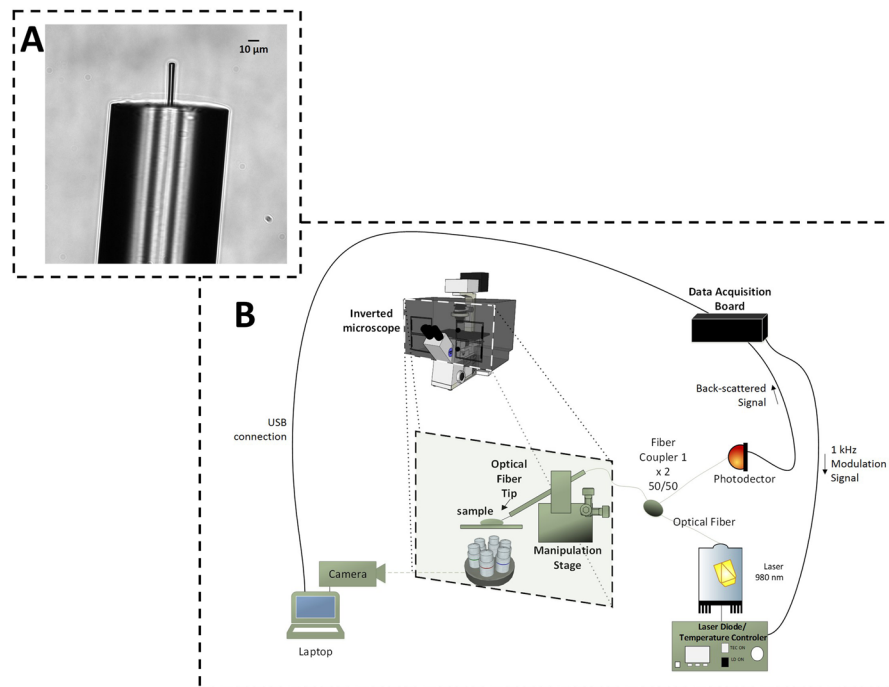 A
10 µm
B
Inverted
microscope
Data Acquisition
Board
Back-scattered
Signal
USB
connection
1 kHz
Modulation
Signal
Fiber
Coupler 1
x 2
50/50
Photodector
Optical
Fiber
Tip
sample
Optical Fiber
Manipulation
Stage
Laser
980 nm
Camera
Laptop
Laser Diode/
Temperature Controler
TEC ON
LD ON